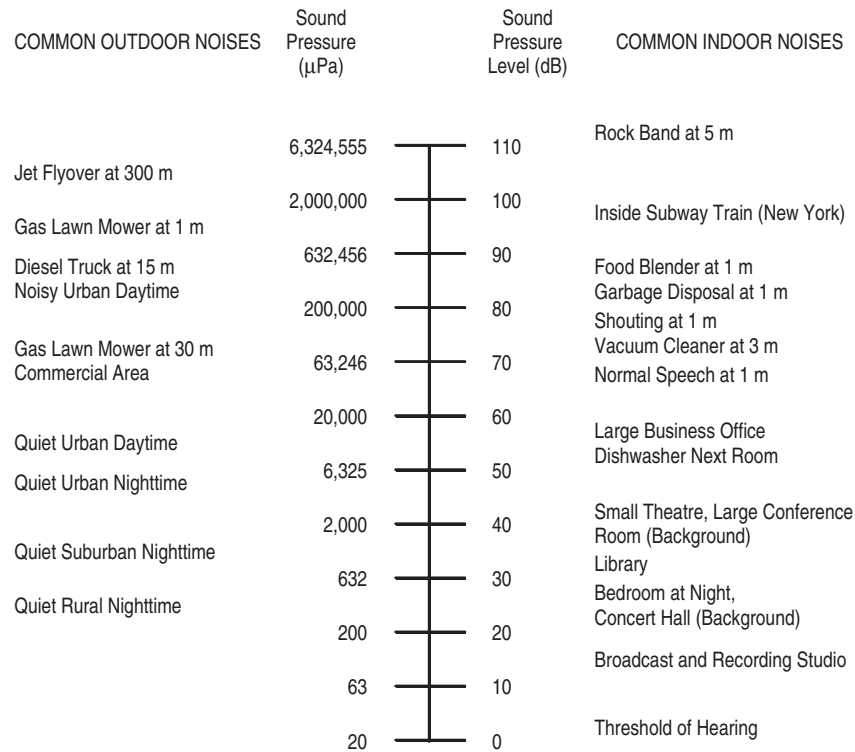 COMMON OUTDOOR NOISES
Sound
Pressure
(μPa)
Sound
Pressure
Level (dB)
COMMON INDOOR NOISES
Rock Band at 5 m
6,324,555
110
Jet Flyover at 300 m
2,000,000
100
Inside Subway Train (New York)
Gas Lawn Mower at 1 m
632,456
90
Diesel Truck at 15 m
Food Blender at 1 m
Noisy Urban Daytime
Garbage Disposal at 1 m
200,000
80
Shouting at 1 m
Gas Lawn Mower at 30 m
Vacuum Cleaner at 3 m
63,246
70
Commercial Area
Normal Speech at 1 m
20,000
60
Large Business Office
Quiet Urban Daytime
Dishwasher Next Room
6,325
50
Quiet Urban Nighttime
Small Theatre, Large Conference
2,000
40
Room (Background)
Quiet Suburban Nighttime
Library
632
30
Bedroom at Night,
Quiet Rural Nighttime
Concert Hall (Background)
200
20
Broadcast and Recording Studio
63
10
Threshold of Hearing
20
0